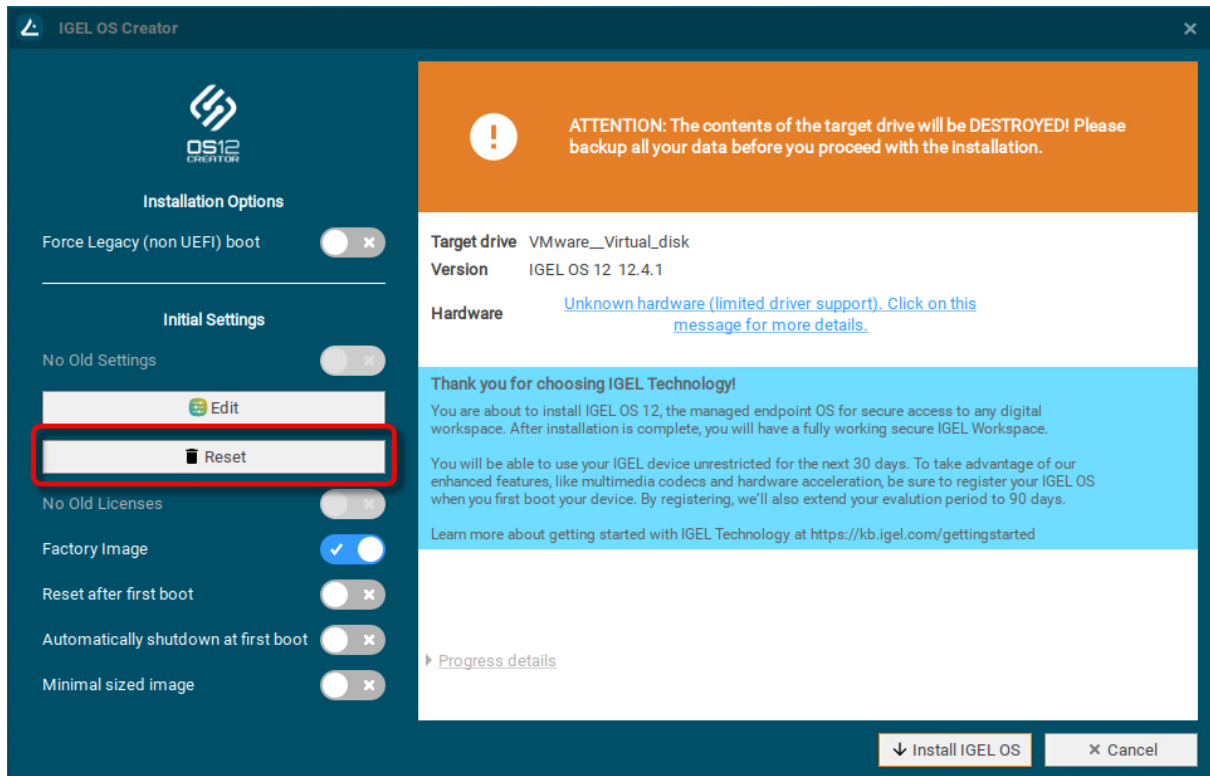 IGEL OS Creator
OS12
CREATOR
Installation Options
Force Legacy (non UEFI) boot
Initial Settings
No Old Settings
Edit
Reset
No Old Licenses
Factory Image
Reset after first boot
Automatically shutdown at first boot
Minimal sized image
ATTENTION: The contents of the target drive will be DESTROYED! Please
backup all your data before you proceed with the installation.
Target drive VMware__Virtual_disk
Version IGEL OS 12 12.4.1
Hardware Unknown hardware (limited driver support). Click on this
message for more details.
Thank you for choosing IGEL Technology!
You are about to install IGEL OS 12, the managed endpoint OS for secure access to any digital
workspace. After installation is complete, you will have a fully working secure IGEL Workspace.
You will be able to use your IGEL device unrestricted for the next 30 days. To take advantage of our
enhanced features, like multimedia codecs and hardware acceleration, be sure to register your IGEL OS
when you first boot your device. By registering, we'll also extend your evalution period to 90 days.
Learn more about getting started with IGEL Technology at https://kb.igel.com/gettingstarted
Progress details
Install IGEL OS
Cancel